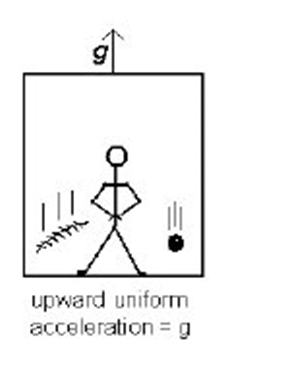 g
upward uniform
acceleration = g